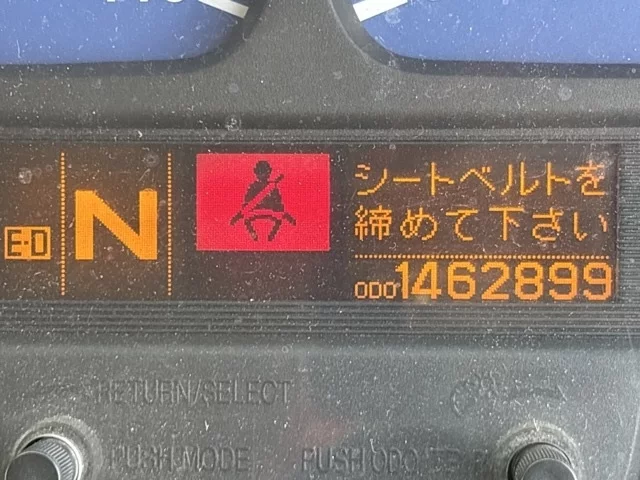 シートベルトを
締めて下さい
E-D
N
ODO1462899
RETURN/SELECT
PUSH MODE
PUSH ODO